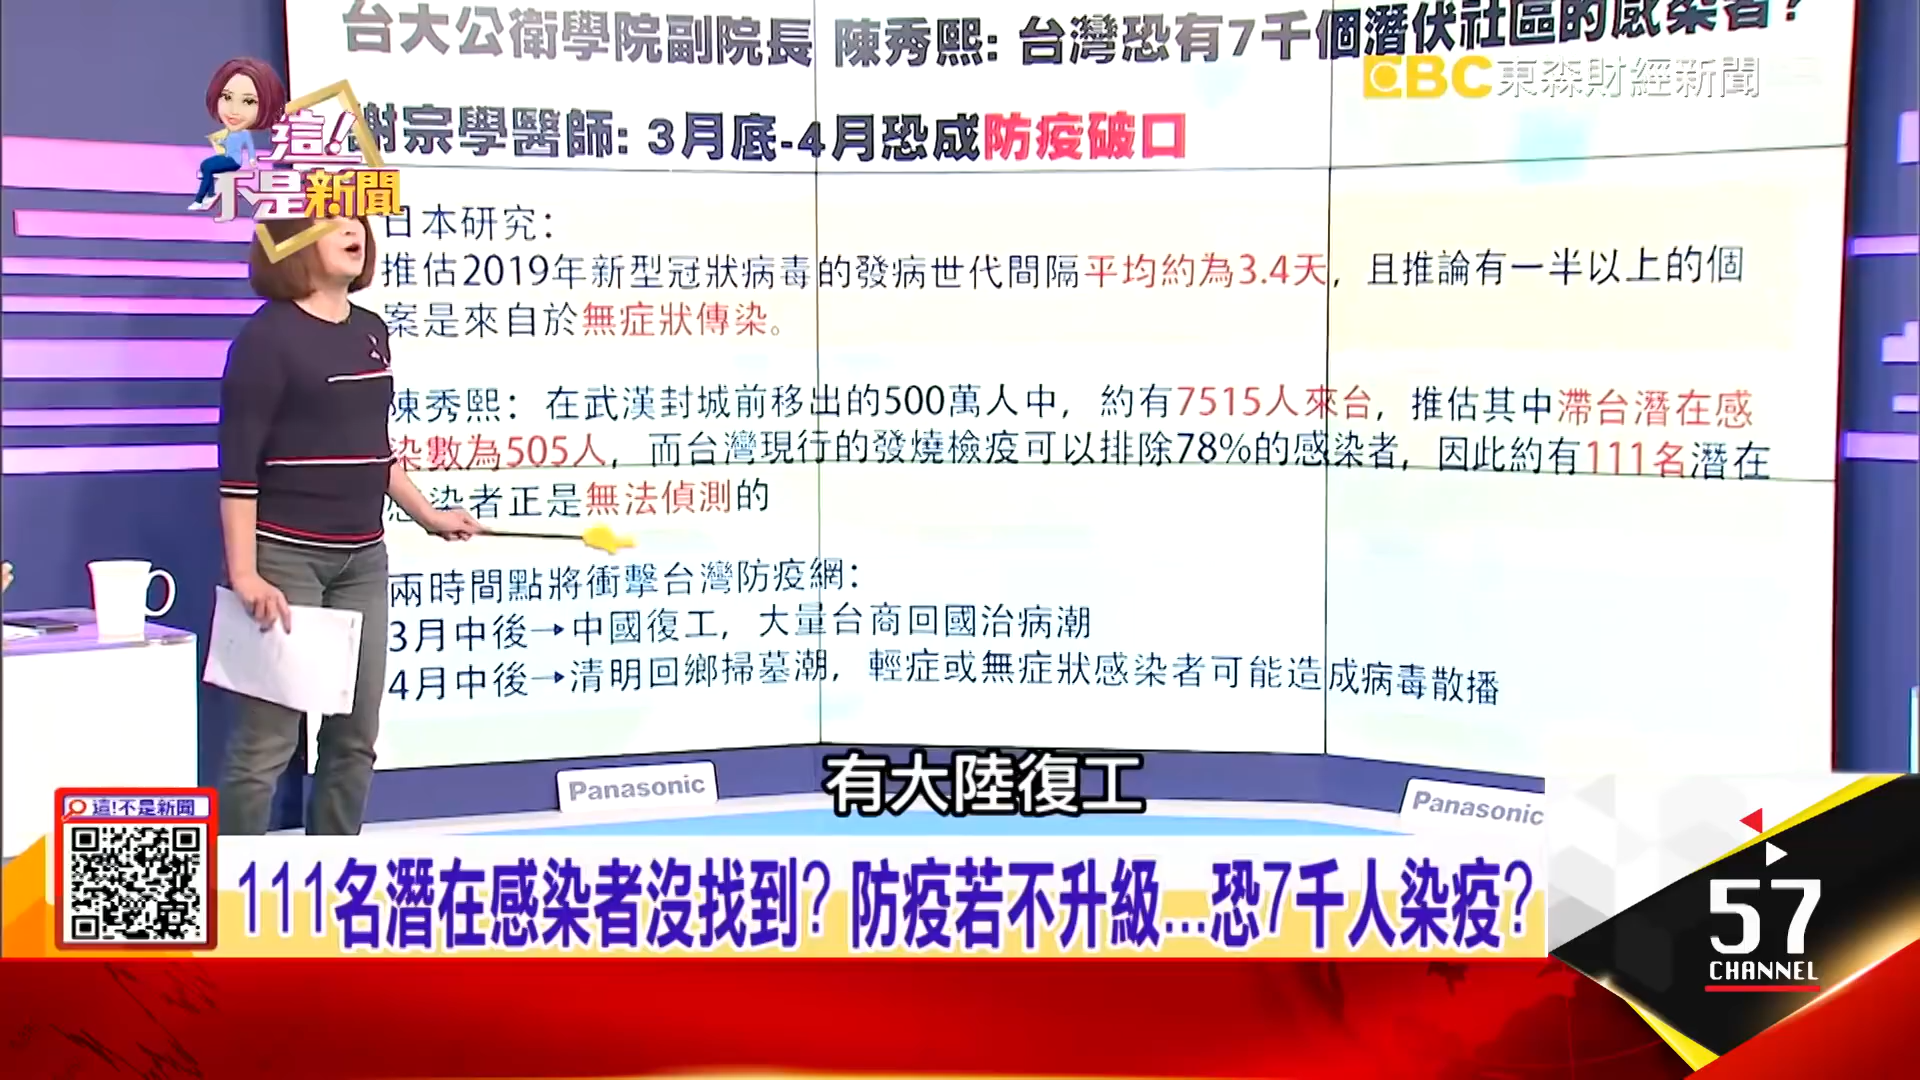 台大公衛學院副院長 陳秀熙: 台灣恐有7千個潛伏社區的感染者?
EBC東森財經新聞
謝宗學醫師: 3月底-4月恐成防疫破口
這!
不是新聞
日本研究:
推估2019年新型冠狀病毒的發病世代間隔平均約為3.4天，且推論有一半以上的個
案是來自於無症狀傳染。
陳秀熙: 在武漢封城前移出的500萬人中，約有7515人來台，推估其中滯台潛在感
染數為505人，而台灣現行的發燒檢疫可以排除78%的感染者，因此約有111名潛在
感染者正是無法偵測的
兩時間點將衝擊台灣防疫網:
3月中後→中國復工，大量台商回國治病潮
4月中後→清明回鄉掃墓潮，輕症或無症狀感染者可能造成病毒散播
有大陸復工
Panasonic
Panasonic
這!不是新聞
111名潛在感染者沒找到? 防疫若不升級...恐7千人染疫?
57
CHANNEL